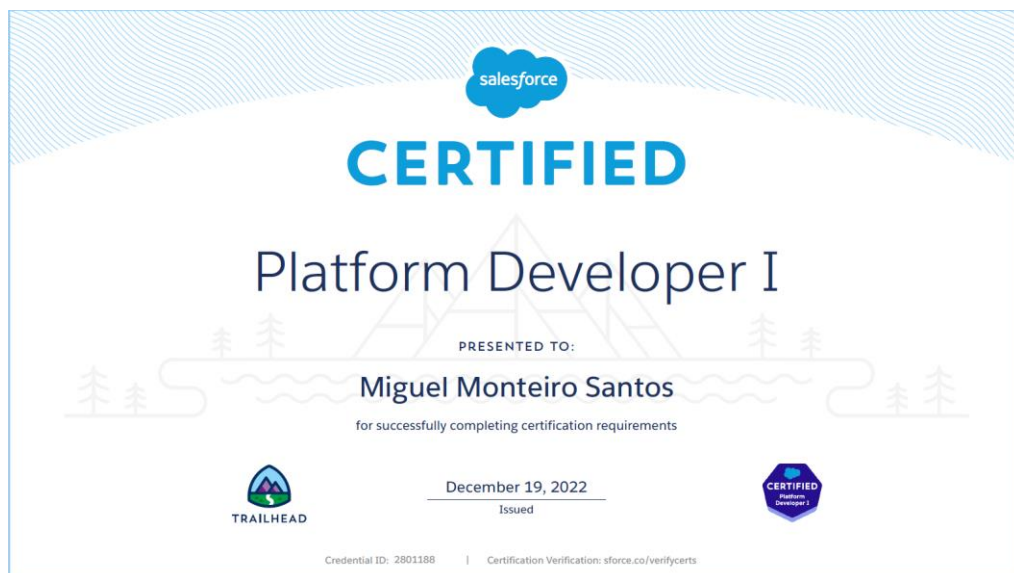 salesforce
CERTIFIED
Platform Developer I
PRESENTED TO:
Miguel Monteiro Santos
for successfully completing certification requirements
TRAILHEAD
December 19, 2022
Issued
CERTIFIED
Platform
Developer I
Credential ID: 2801188 | Certification Verification: sforce.co/verifycerts